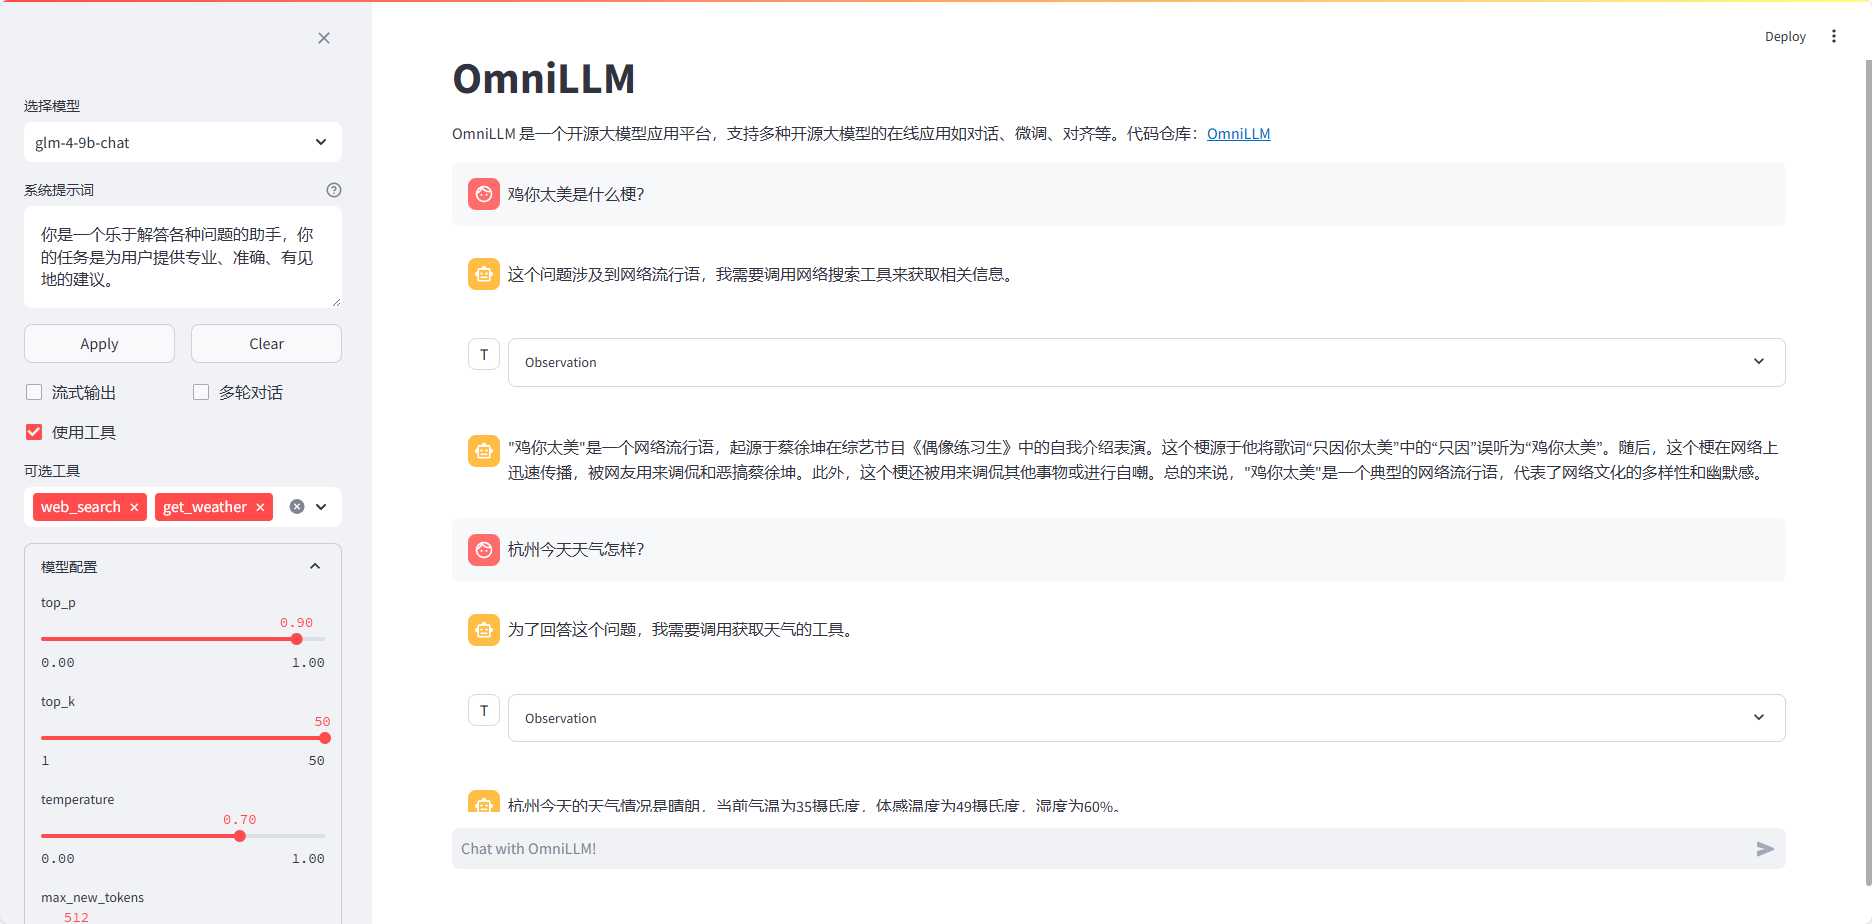 选择模型
glm-4-9b-chat
系统提示词
你是一个乐于解答各种问题的助手，你
的任务是为用户提供专业、准确、有见
地的建议。
Apply
Clear
流式输出
多轮对话
使用工具
可选工具
web_search
get_weather
模型配置
top_p
0.90
0.00
1.00
top_k
50
1
50
temperature
0.70
0.00
1.00
max_new_tokens
512
Deploy
OmniLLM
OmniLLM 是一个开源大模型应用平台，支持多种开源大模型的在线应用如对话、微调、对齐等。代码仓库：OmniLLM
鸡你太美是什么梗？
这个问题涉及到网络流行语，我需要调用网络搜索工具来获取相关信息。
T
Observation
"鸡你太美"是一个网络流行语，起源于蔡徐坤在综艺节目《偶像练习生》中的自我介绍表演。这个梗源于他将歌词“只因你太美”中的“只因”误听为“鸡你太美”。随后，这个梗在网络上
迅速传播，被网友用来调侃和恶搞蔡徐坤。此外，这个梗还被用来调侃其他事物或进行自嘲。总的来说，"鸡你太美"是一个典型的网络流行语，代表了网络文化的多样性和幽默感。
杭州今天天气怎样？
为了回答这个问题，我需要调用获取天气的工具。
T
Observation
杭州今天的天气情况是晴朗，当前气温为35摄氏度，体感温度为49摄氏度，湿度为60%。
Chat with OmniLLM!